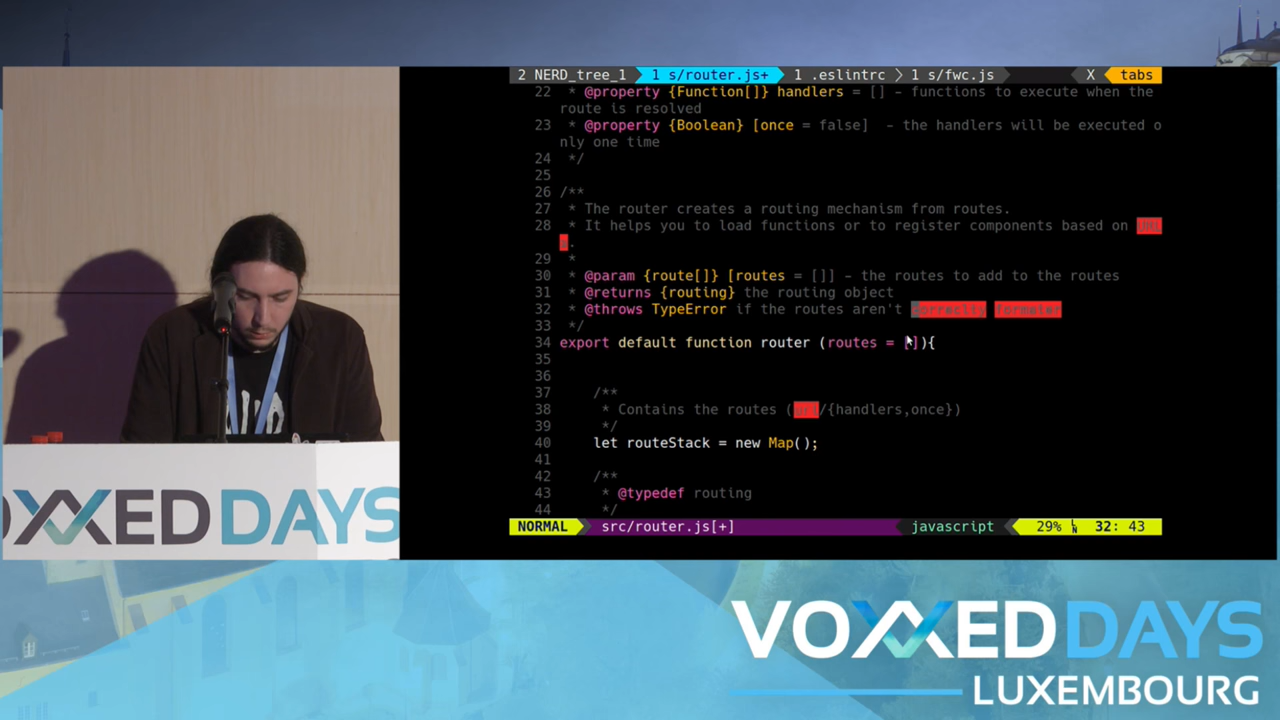 2 NERD_tree_1 1 s/router.js+ 1 .eslintrc 1 s/fwc.js X tabs
22 * @property {Function[]} handlers = [] - functions to execute when the
route is resolved
23 * @property {Boolean} [once = false] - the handlers will be executed o
nly one time
24 */
25
26 /**
27 * The router creates a routing mechanism from routes.
28 * It helps you to load functions or to register components based on
29 *
30 * @param {route[]} [routes = []] - the routes to add to the routes
31 * @returns {routing} the routing object
32 * @throws TypeError if the routes aren't korreclty formater
33 */
34 export default function router (routes = []){
35
36
37 /**
38 * Contains the routes (url/{handlers,once})
39 */
40 let routeStack = new Map();
41
42 /**
43 * @typedef routing
44 */
NORMAL src/router.js[+] javascript 29% 32: 43
VOXXED DAYS
VOXXED DAYS
LUXEMBOURG